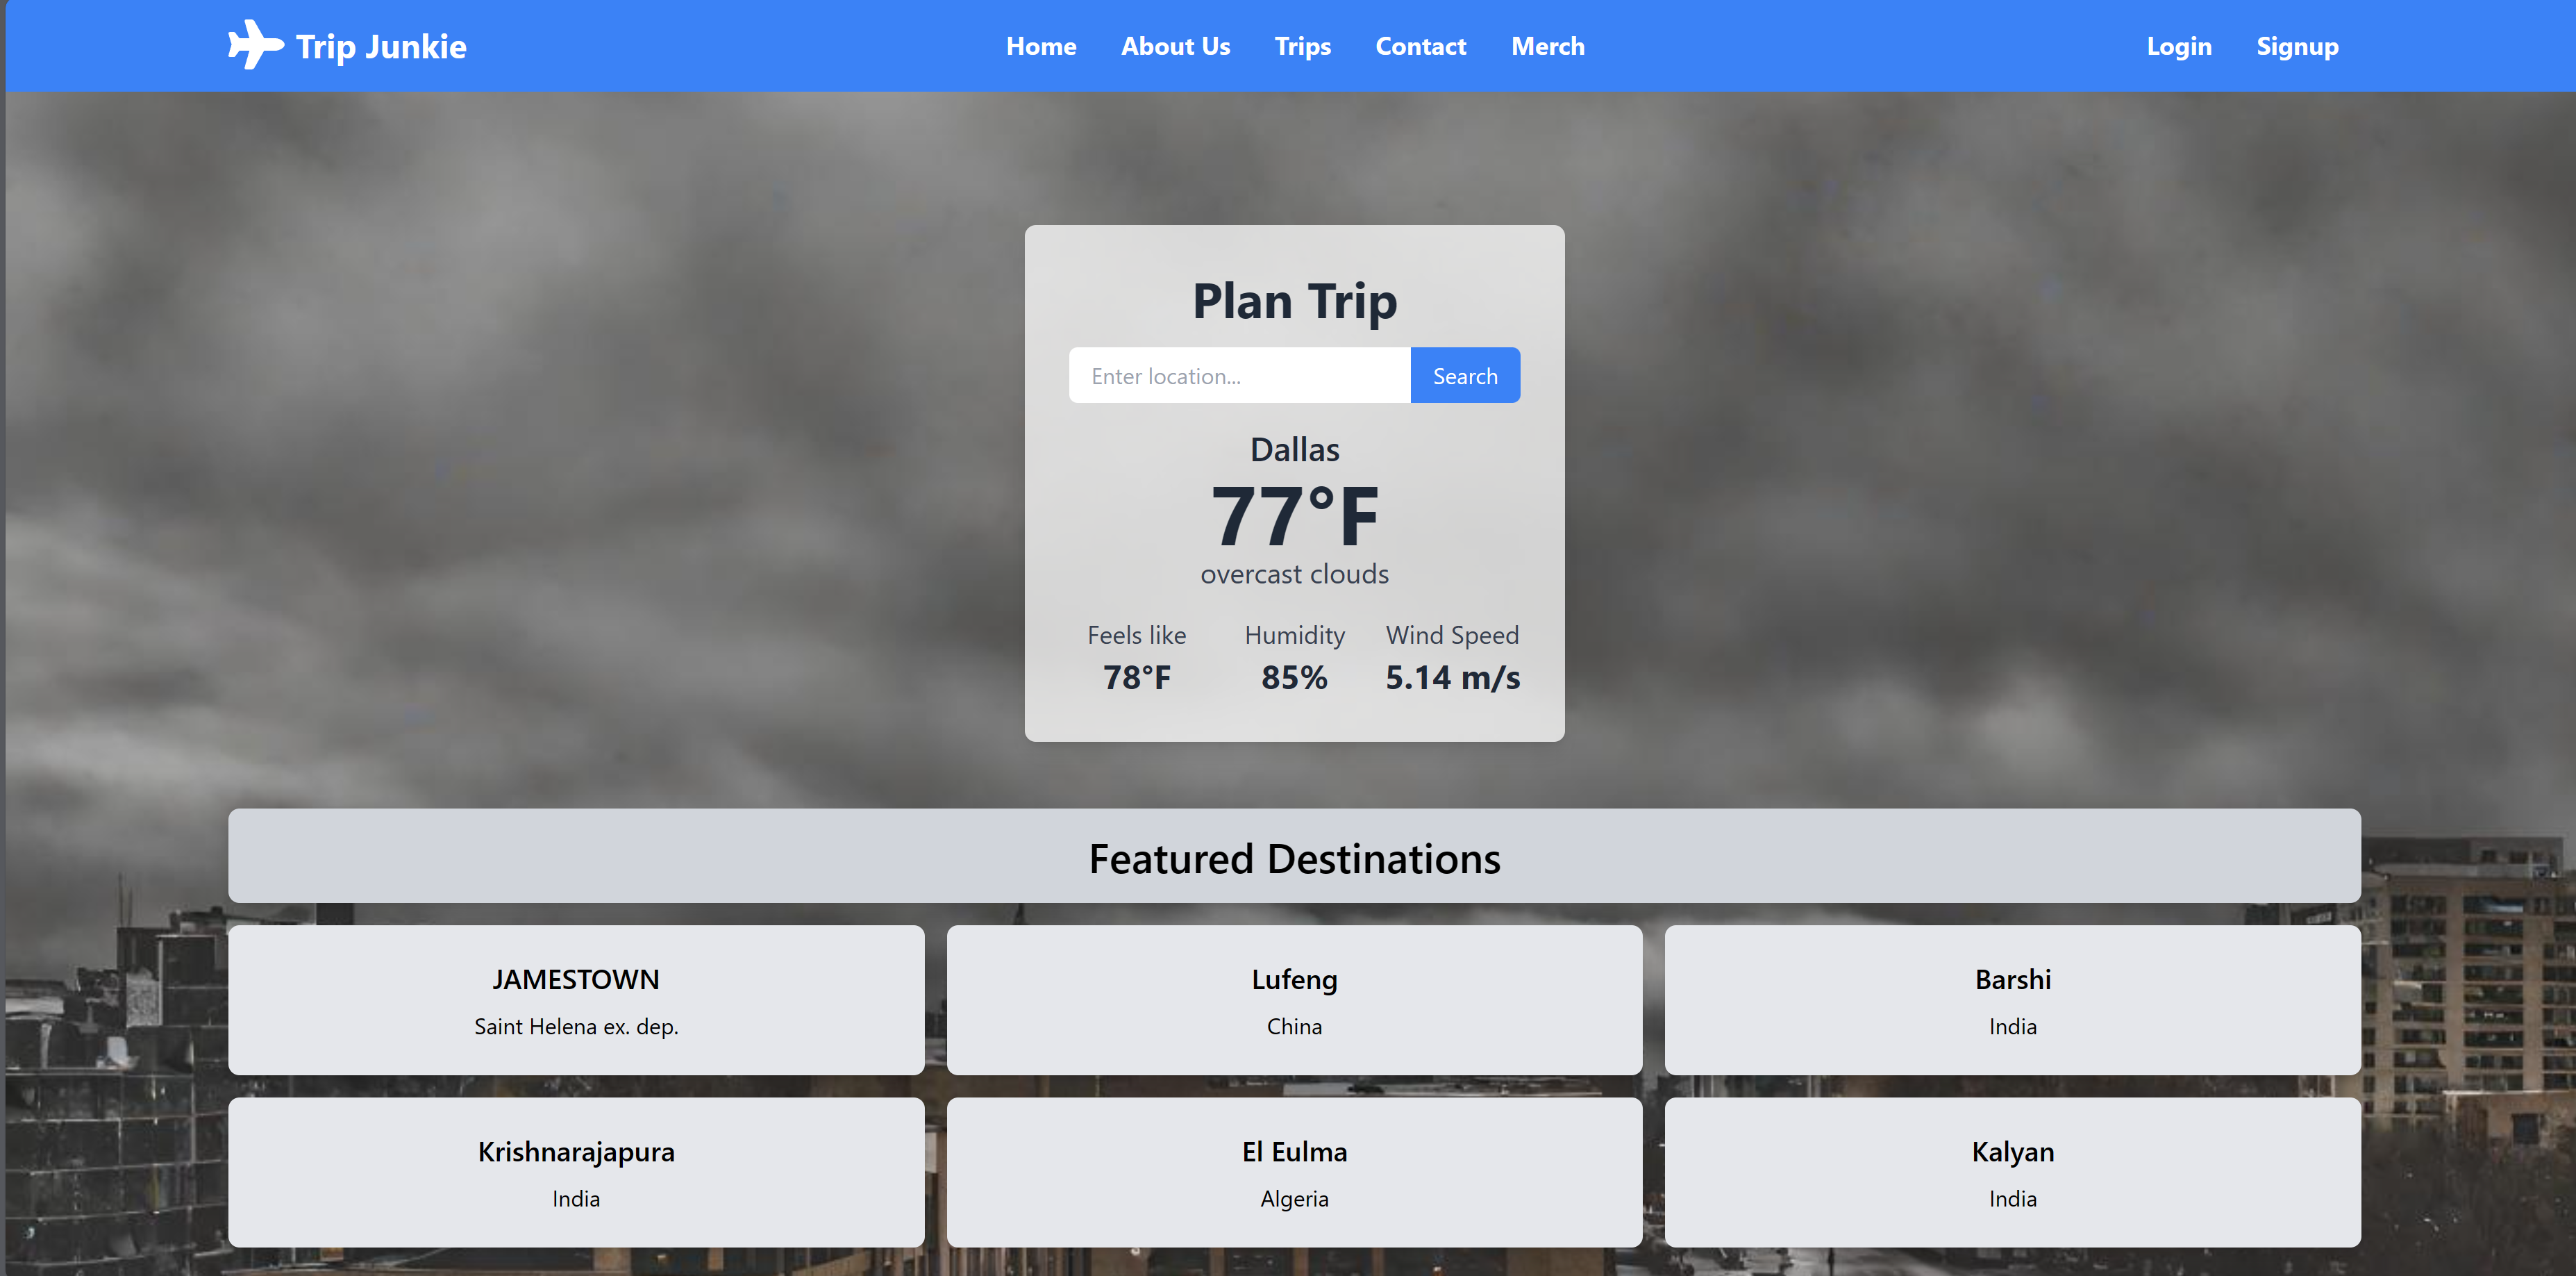 Trip Junkie
Home About Us Trips Contact Merch
Login Signup
Plan Trip
Enter location...
Search
Dallas
77°F
overcast clouds
Feels like Humidity Wind Speed
78°F 85% 5.14 m/s
Featured Destinations
JAMESTOWN
Saint Helena ex. dep.
Lufeng
China
Barshi
India
Krishnarajapura
India
El Eulma
Algeria
Kalyan
India